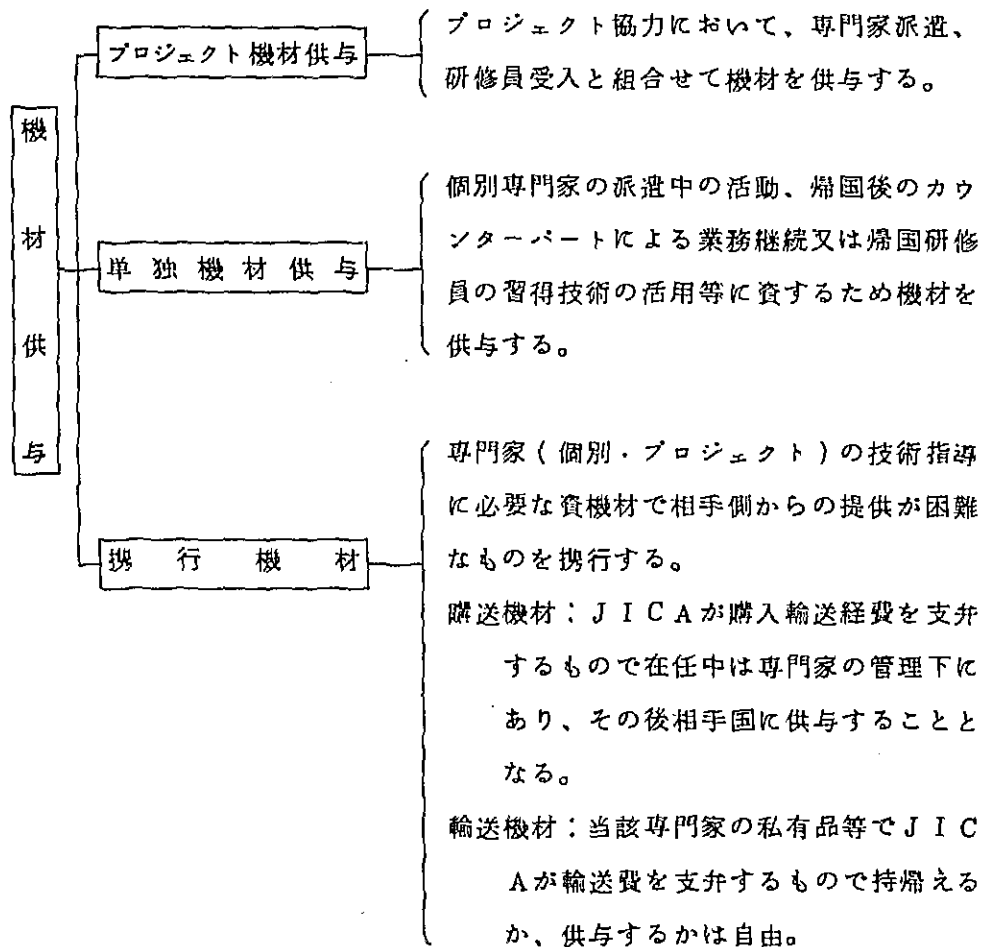 機材供与
プロジェクト機材供与
プロジェクト協力において、専門家派遣、
研修員受入と組合せて機材を供与する。
単独機材供与
個別専門家の派遣中の活動、帰国後のカウ
ンターパートによる業務継続又は帰国研修
員の習得技術の活用等に資するため機材を
供与する。
携行機材
専門家(個別・プロジェクト)の技術指導
に必要な資機材で相手側からの提供が困難
なものを携行する。
購送機材:JICAが購入輸送経費を支弁
するもので在任中は専門家の管理下に
あり、その後相手国に供与することと
なる。
輸送機材:当該専門家の私有品等でJIC
Aが輸送費を支弁するもので持帰える
か、供与するかは自由。